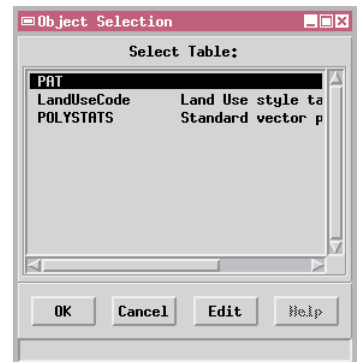 Object Selection
Select Table:
PAT
LandUseCode Land Use style ta
POLYSTATS Standard vector p
OK Cancel Edit Help